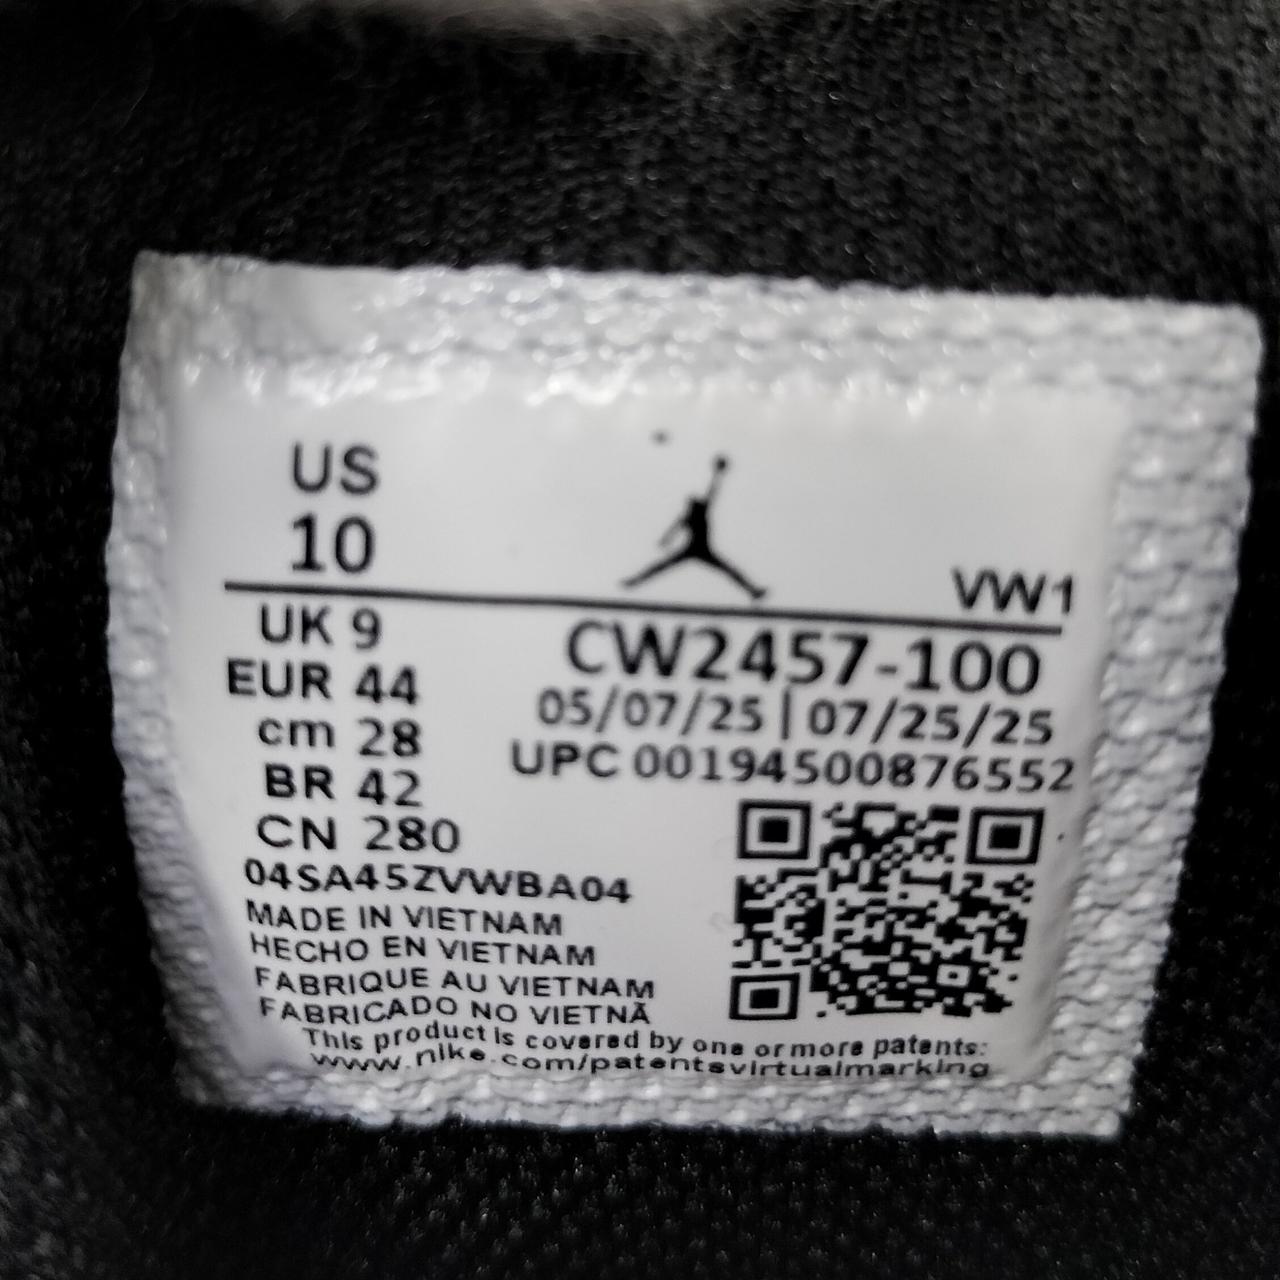 US
10
VW1
UK 9
EUR 44
cm 28
BR 42
CN 280
CW2457-100
05/07/25 | 07/25/25
UPC 00194500876552
04SA45ZVWBA04
MADE IN VIETNAM
HECHO EN VIETNAM
FABRIQUE AU VIETNAM
FABRICADO NO VIETNÃ
This product is covered by one or more patents:
www.nike.com/patentsvirtualmarking